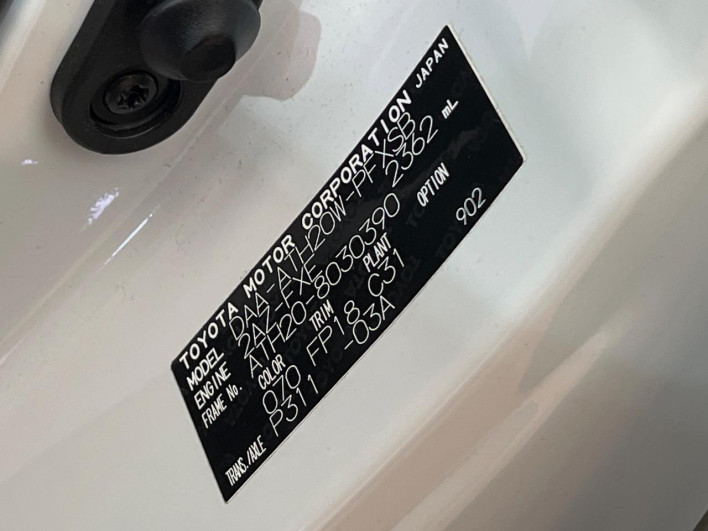 TOYOTA MOTOR CORPORATION JAPAN
MODEL DAA-ATH20W-PFXSB
ENGINE 2AZ-FXE 2362 mL
FRAME No. ATH20-8030390
COLOR TRIM PLANT OPTION
070 FP18 C31 902
TRANS./AXLE P311 -03A